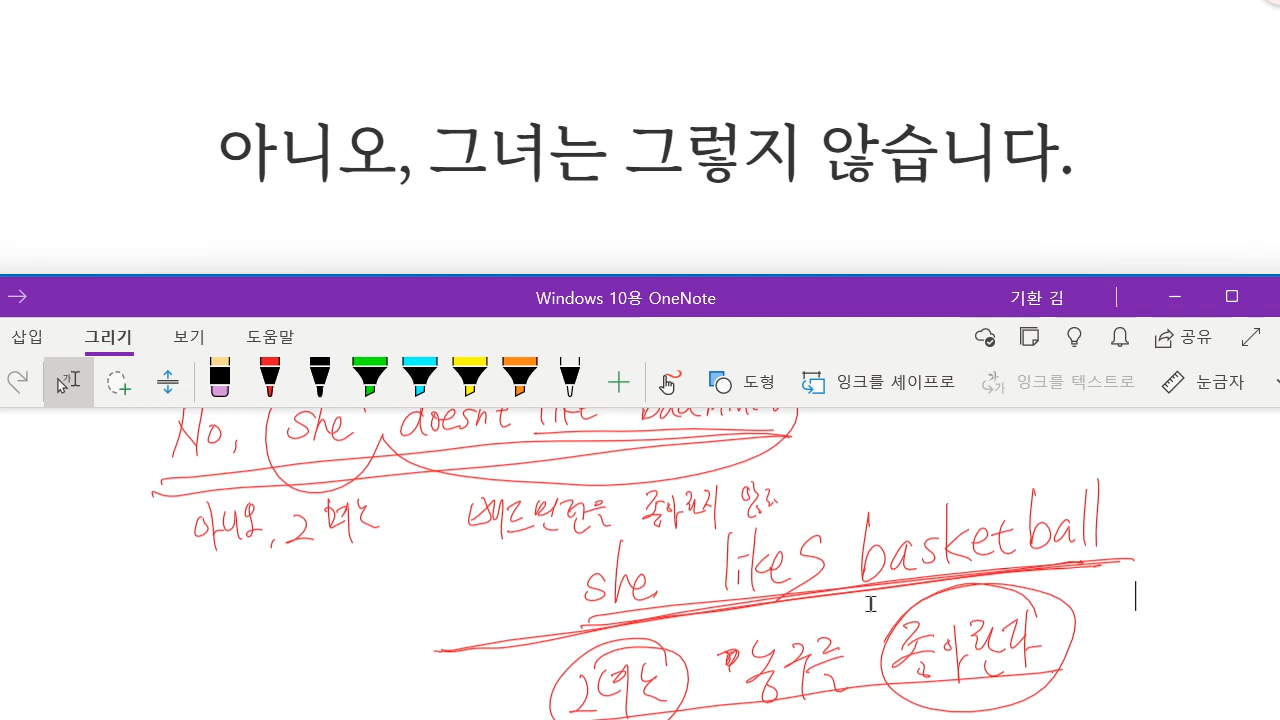 아니오, 그녀는 그렇지 않습니다.
Windows 10용 OneNote
기환 김
삽입 그리기 보기 도움말
공유
도형 잉크를 셰이프로 잉크를 텍스트로 눈금자
No, she doesn't like
아니오, 그녀는 배드민턴을 좋아하지
she likes basketball
그녀는 농구를 좋아한다